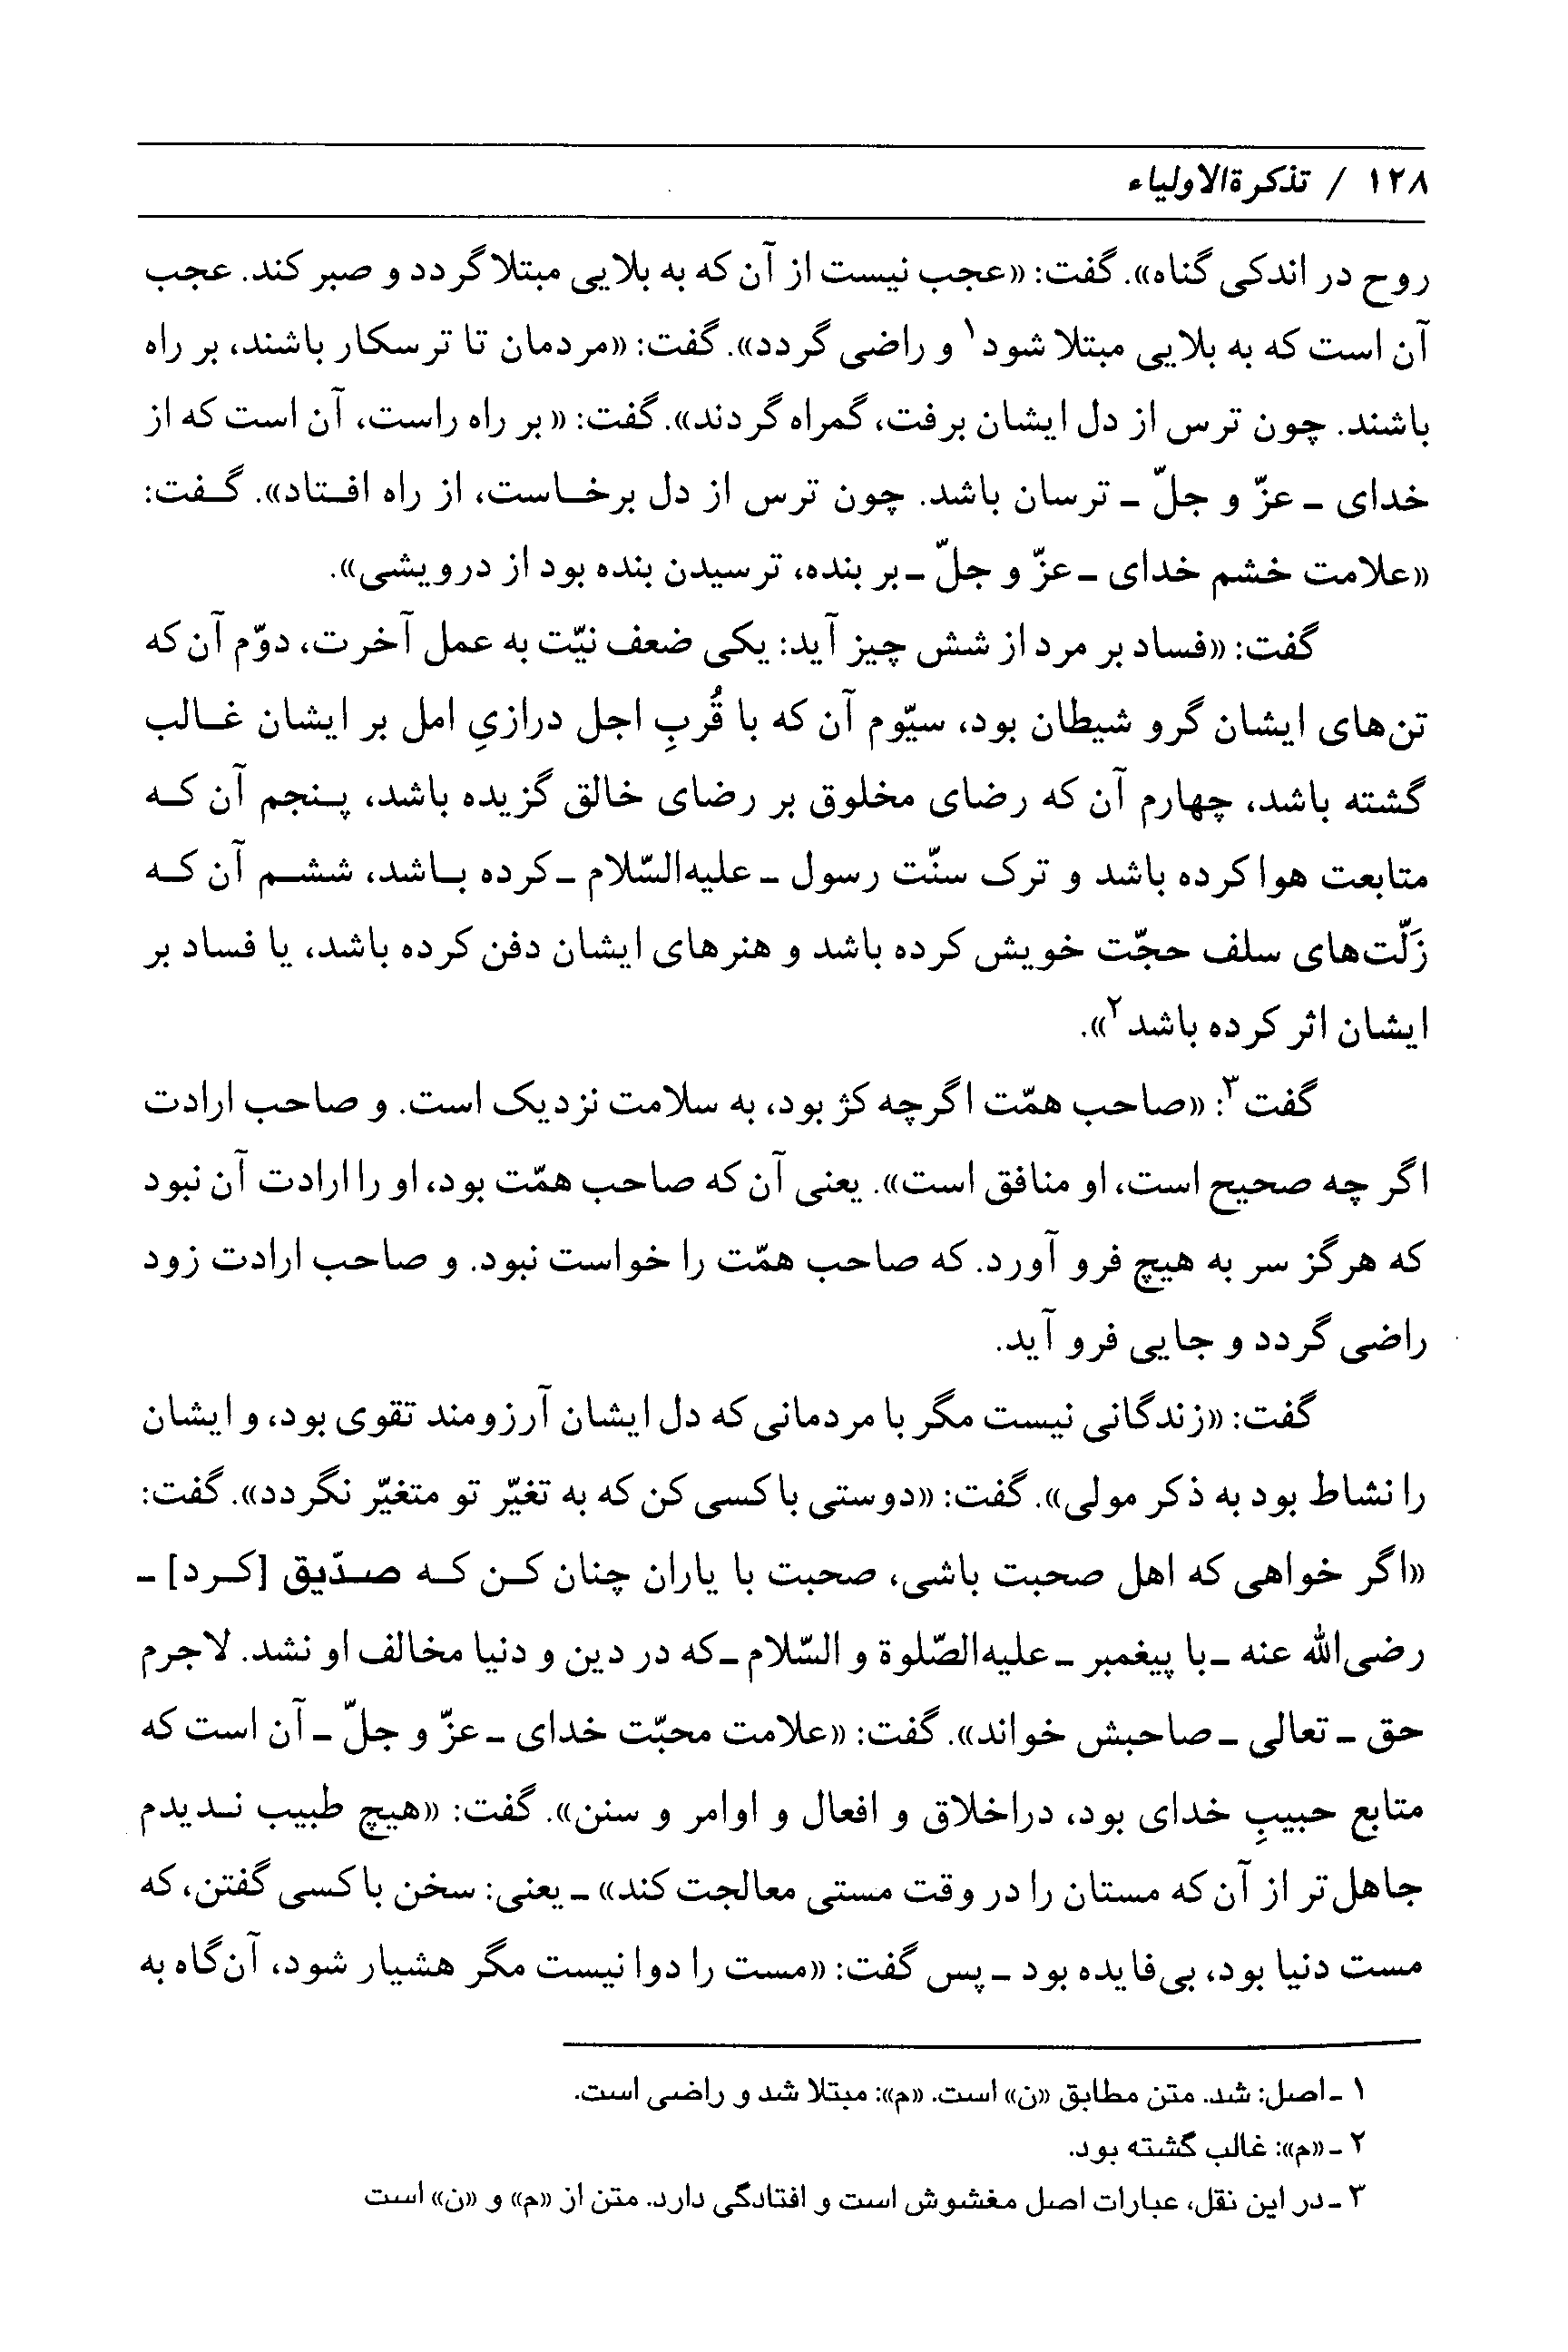 ۱۲۸ / تذکرةالاولیاء
روح در اندکی گناه». گفت: «عجب نیست از آن که به بلایی مبتلا گردد و صبر کند. عجب
آن است که به بلایی مبتلا شود۱ و راضی گردد». گفت: «مردمان تا ترسکار باشند، بر راه
باشند. چون ترس از دل ایشان برفت، گمراه گردند». گفت: «بر راه راست، آن است که از
خدای ـ عزّ و جلّ ـ ترسان باشد. چون ترس از دل برخاست، از راه افتاد». گفت:
«علامت خشم خدای ـ عزّ و جلّ ـ بر بنده، ترسیدن بنده بود از درویشی».
گفت: «فساد بر مرد از شش چیز آید: یکی ضعف نیّت به عمل آخرت، دوّم آن که
تن‌های ایشان گرو شیطان بود، سیّوم آن که با قُربِ اجل درازیِ امل بر ایشان غالب
گشته باشد، چهارم آن که رضای مخلوق بر رضای خالق گزیده باشد، پنجم آن که
متابعت هوا کرده باشد و ترک سنّت رسول ـ علیه‌السّلام ـ کرده باشد، ششم آن که
زَلّت‌های سلف حجّت خویش کرده باشد و هنرهای ایشان دفن کرده باشد، یا فساد بر
ایشان اثر کرده باشد۲».
گفت۳: «صاحب همّت اگرچه کژ بود، به سلامت نزدیک است. و صاحب ارادت
اگر چه صحیح است، او منافق است». یعنی آن که صاحب همّت بود، او را ارادت آن نبود
که هرگز سر به هیچ فرو آورد. که صاحب همّت را خواست نبود. و صاحب ارادت زود
راضی گردد و جایی فرو آید.
گفت: «زندگانی نیست مگر با مردمانی که دل ایشان آرزومند تقوی بود، و ایشان
را نشاط بود به ذکر مولی». گفت: «دوستی با کسی کن که به تغیّر تو متغیّر نگردد». گفت:
«اگر خواهی که اهل صحبت باشی، صحبت با یاران چنان کن که صدّیق [کرد] ـ
رضی‌الله عنه ـ با پیغمبر ـ علیه‌الصّلوة و السّلام ـ که در دین و دنیا مخالف او نشد. لاجرم
حق ـ تعالی ـ صاحبش خواند». گفت: «علامت محبّت خدای ـ عزّ و جلّ ـ آن است که
متابع حبیبِ خدای بود، در اخلاق و افعال و اوامر و سنن». گفت: «هیچ طبیب ندیدم
جاهل‌تر از آن که مستان را در وقت مستی معالجت کند» ـ یعنی: سخن با کسی گفتن، که
مست دنیا بود، بی‌فایده بود ـ پس گفت: «مست را دوا نیست مگر هشیار شود، آن‌گاه به
۱ ـ اصل: شد. متن مطابق «ن» است. «م»: مبتلا شد و راضی است.
۲ ـ «م»: غالب گشته بود.
۳ ـ در این نقل، عبارات اصل مغشوش است و افتادگی دارد. متن از «م» و «ن» است